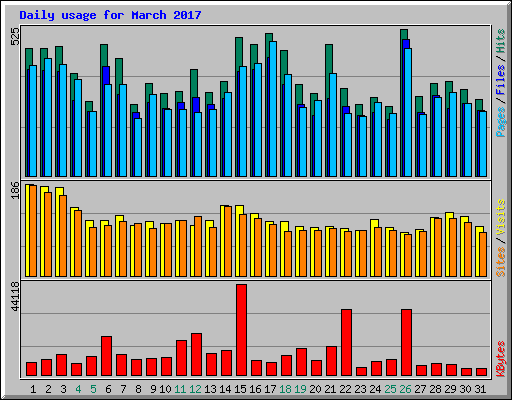 Daily usage for March 2017
525
Pages / Files / Hits
186
Sites / Visits
44118
KBytes
1 2 3 4 5 6 7 8 9 10 11 12 13 14 15 16 17 18 19 20 21 22 23 24 25 26 27 28 29 30 31